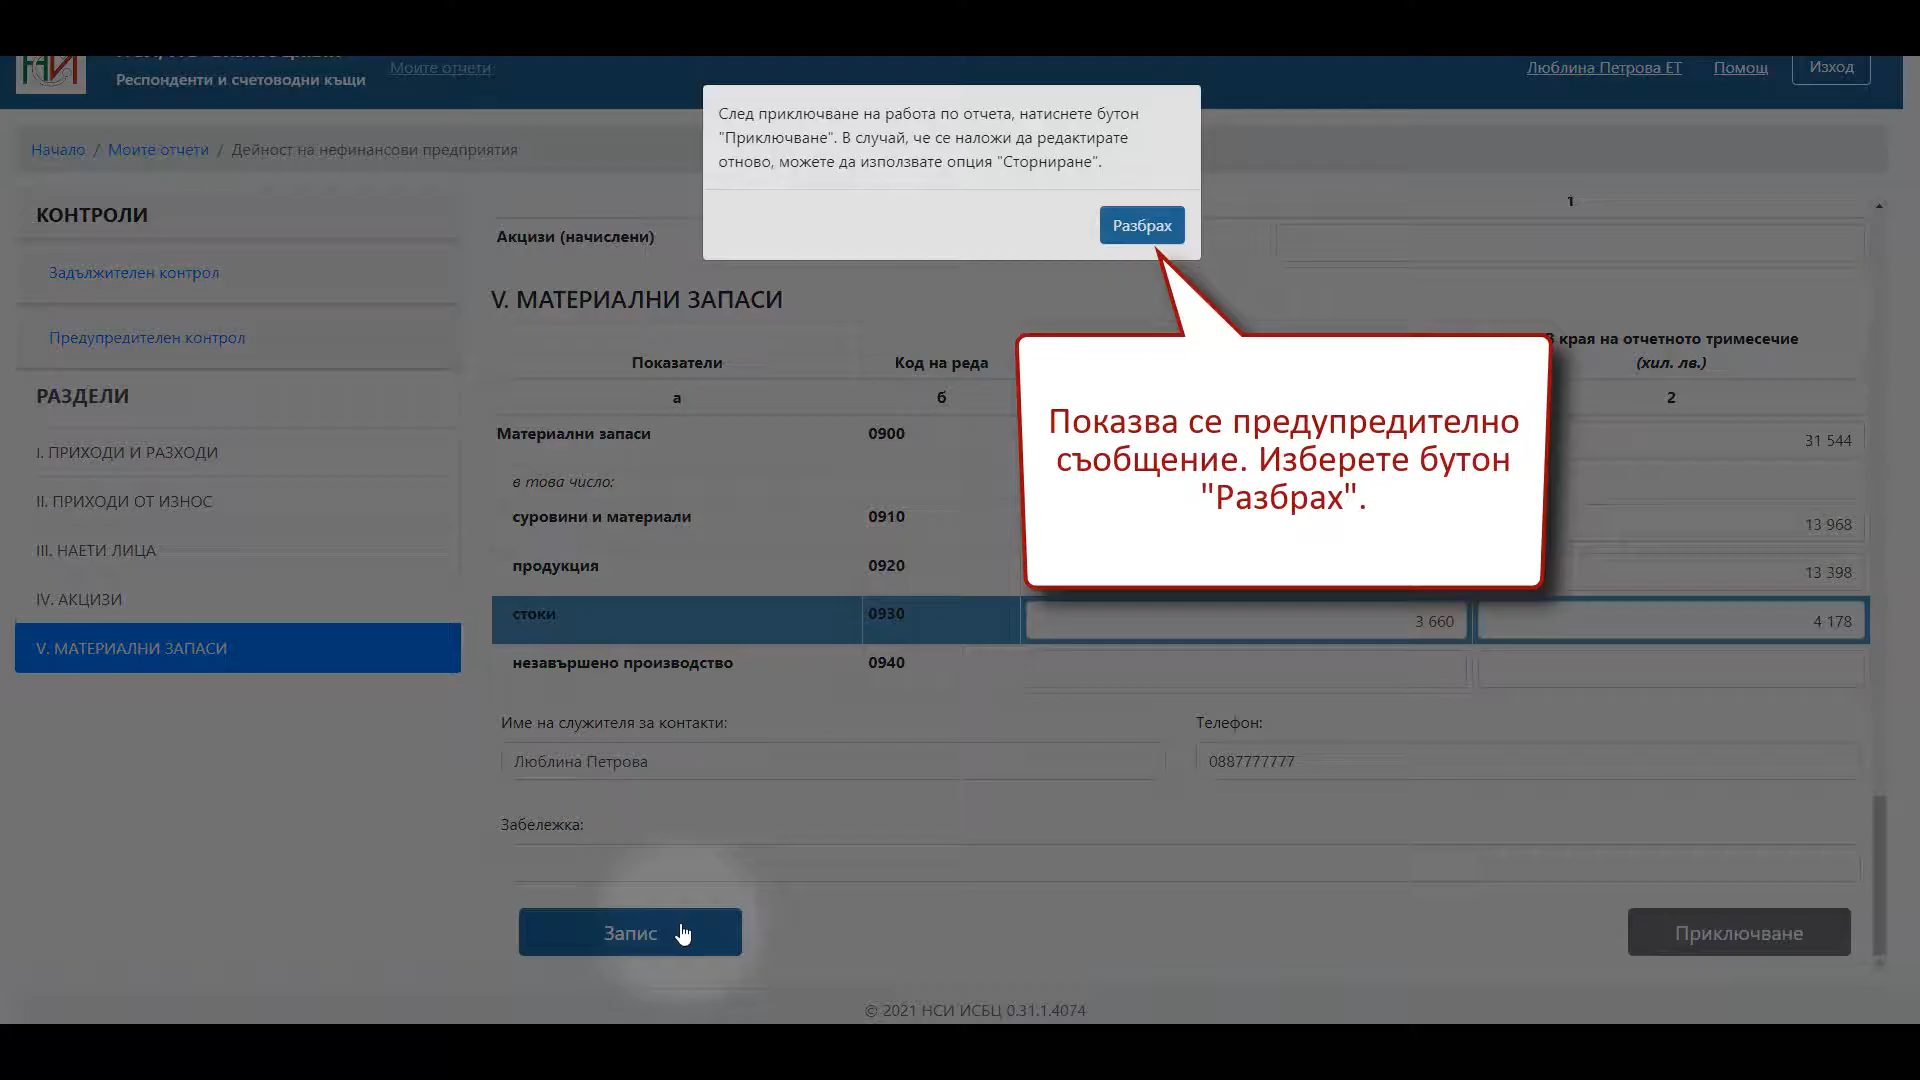 НСИ
Респонденти и счетоводни къщи
Моите отчети
Люблина Петрова ЕТ
Помощ
Изход
След приключване на работа по отчета, натиснете бутон
"Приключване". В случай, че се наложи да редактирате
отново, можете да използвате опция "Сторниране".
Разбрах
Начало / Моите отчети / Дейност на нефинансови предприятия
КОНТРОЛИ
Задължителен контрол
Предупредителен контрол
РАЗДЕЛИ
I. ПРИХОДИ И РАЗХОДИ
II. ПРИХОДИ ОТ ИЗНОС
III. НАЕТИ ЛИЦА
IV. АКЦИЗИ
V. МАТЕРИАЛНИ ЗАПАСИ
1
Акцизи (начислени)
V. МАТЕРИАЛНИ ЗАПАСИ
Показатели
Код на реда
края на отчетното тримесечие
(хил. лв.)
а
б
2
Показва се предупредително
съобщение. Изберете бутон
"Разбрах".
Материални запаси 0900 31 544
в това число:
суровини и материали 0910 13 968
продукция 0920 13 398
стоки 0930 3 660 4 178
незавършено производство 0940
Име на служителя за контакти:
Телефон:
Люблина Петрова
0887777777
Забележка:
Запис
Приключване
© 2021 НСИ ИСБЦ 0.31.1.4074